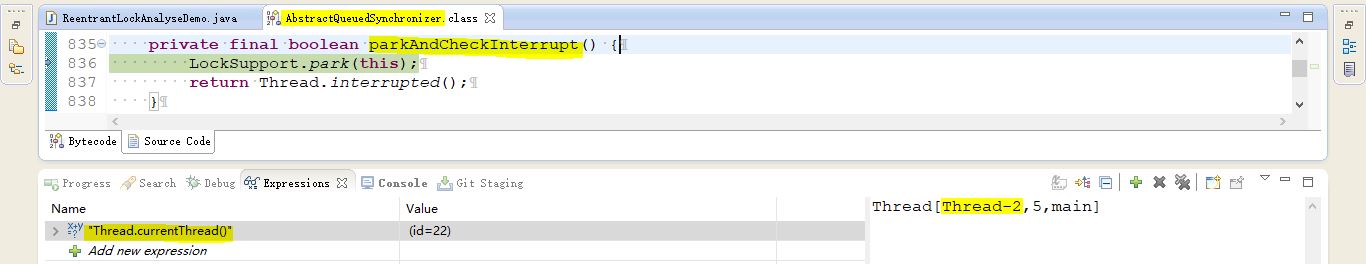 ReentrantLockAnalyseDemo.java AbstractQueuedSynchronizer.class
835 private final boolean parkAndCheckInterrupt() {
836 LockSupport.park(this);
837 return Thread.interrupted();
838 }
Bytecode Source Code
Progress Search Debug Expressions Console Git Staging
Name Value
"Thread.currentThread()" (id=22)
Add new expression
Thread[Thread-2,5,main]